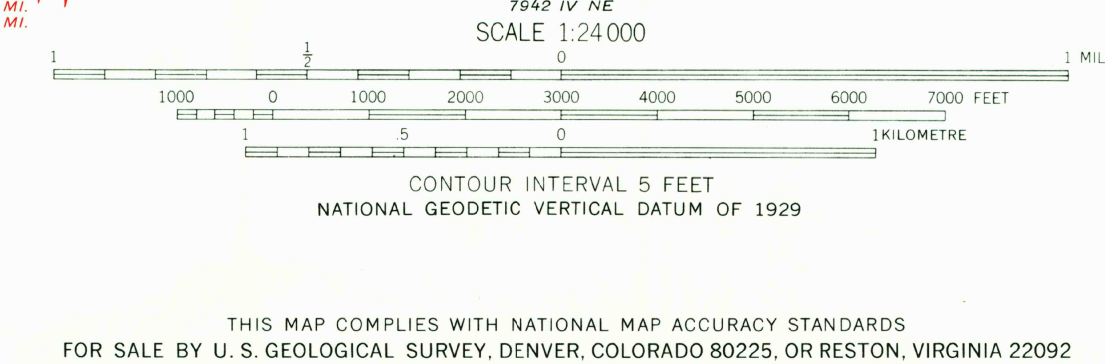 MI.
MI.
7942 IV NE
SCALE 1:24 000
1 ½ 0 1 MIL
1000 0 1000 2000 3000 4000 5000 6000 7000 FEET
1 .5 0 1 KILOMETRE
CONTOUR INTERVAL 5 FEET
NATIONAL GEODETIC VERTICAL DATUM OF 1929
THIS MAP COMPLIES WITH NATIONAL MAP ACCURACY STANDARDS
FOR SALE BY U. S. GEOLOGICAL SURVEY, DENVER, COLORADO 80225, OR RESTON, VIRGINIA 22092